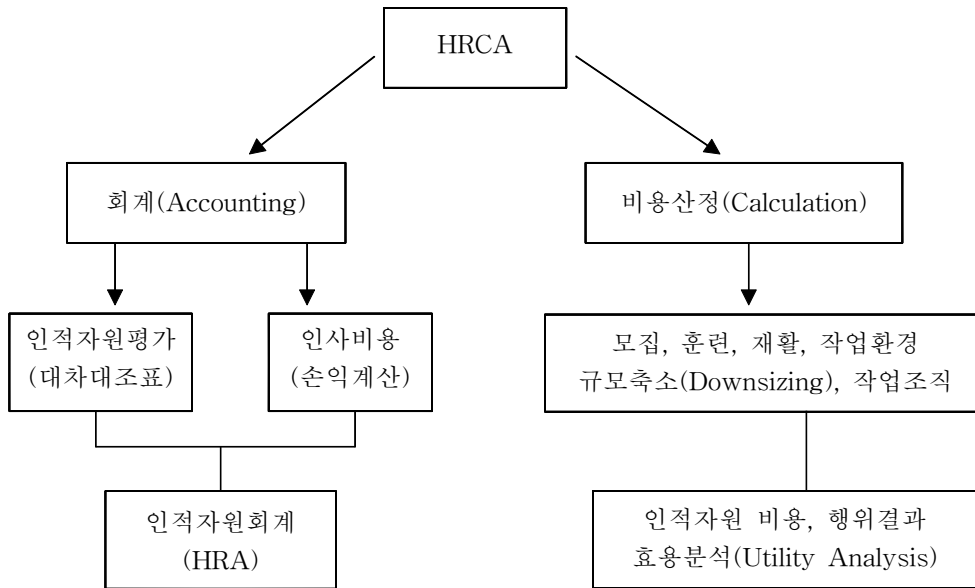 HRCA
회계(Accounting)
비용산정(Calculation)
인적자원평가
(대차대조표)
인사비용
(손익계산)
모집, 훈련, 재활, 작업환경
규모축소(Downsizing), 작업조직
인적자원회계
(HRA)
인적자원 비용, 행위결과
효용분석(Utility Analysis)